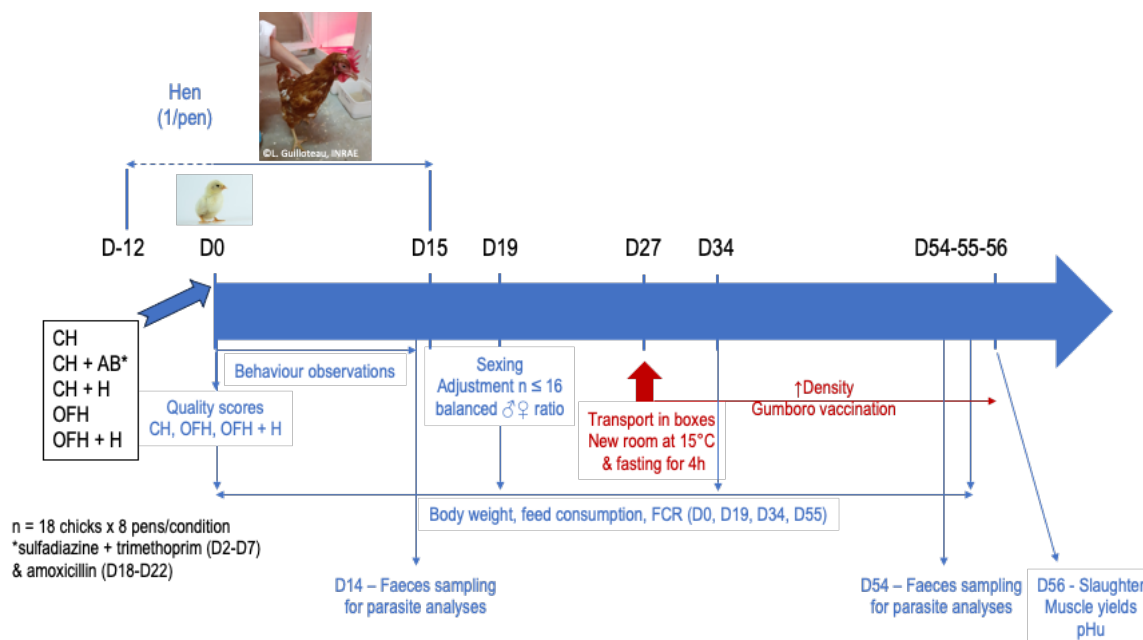 Hen
(1/pen)
©L. Guilloteau, INRAE
D-12
D0
D15
D19
D27
D34
D54-55-56
CH
CH + AB*
CH + H
OFH
OFH + H
Behaviour observations
Quality scores
CH, OFH, OFH + H
Sexing
Adjustment n ≤ 16
balanced ♂♀ ratio
Transport in boxes
New room at 15°C
& fasting for 4h
↑Density
Gumboro vaccination
Body weight, feed consumption, FCR (D0, D19, D34, D55)
n = 18 chicks x 8 pens/condition
*sulfadiazine + trimethoprim (D2-D7)
& amoxicillin (D18-D22)
D14 – Faeces sampling
for parasite analyses
D54 – Faeces sampling
for parasite analyses
D56 - Slaughter
Muscle yields
pHu